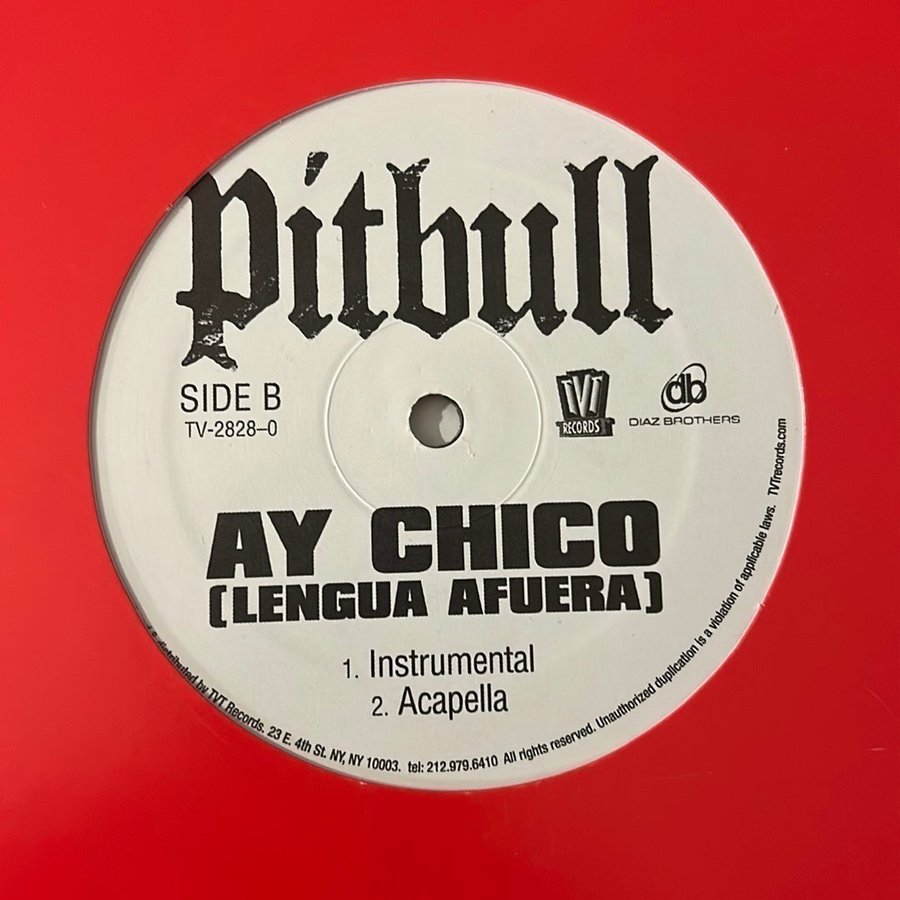 Pitbull
SIDE B
TV-2828-0
TVT
RECORDS
db
DIAZ BROTHERS
AY CHICO
(LENGUA AFUERA)
1. Instrumental
2. Acapella
distributed by TVT Records. 23 E. 4th St. NY, NY 10003. tel: 212.979.6410 All rights reserved. Unauthorized duplication is a violation of applicable laws. TVTrecords.com